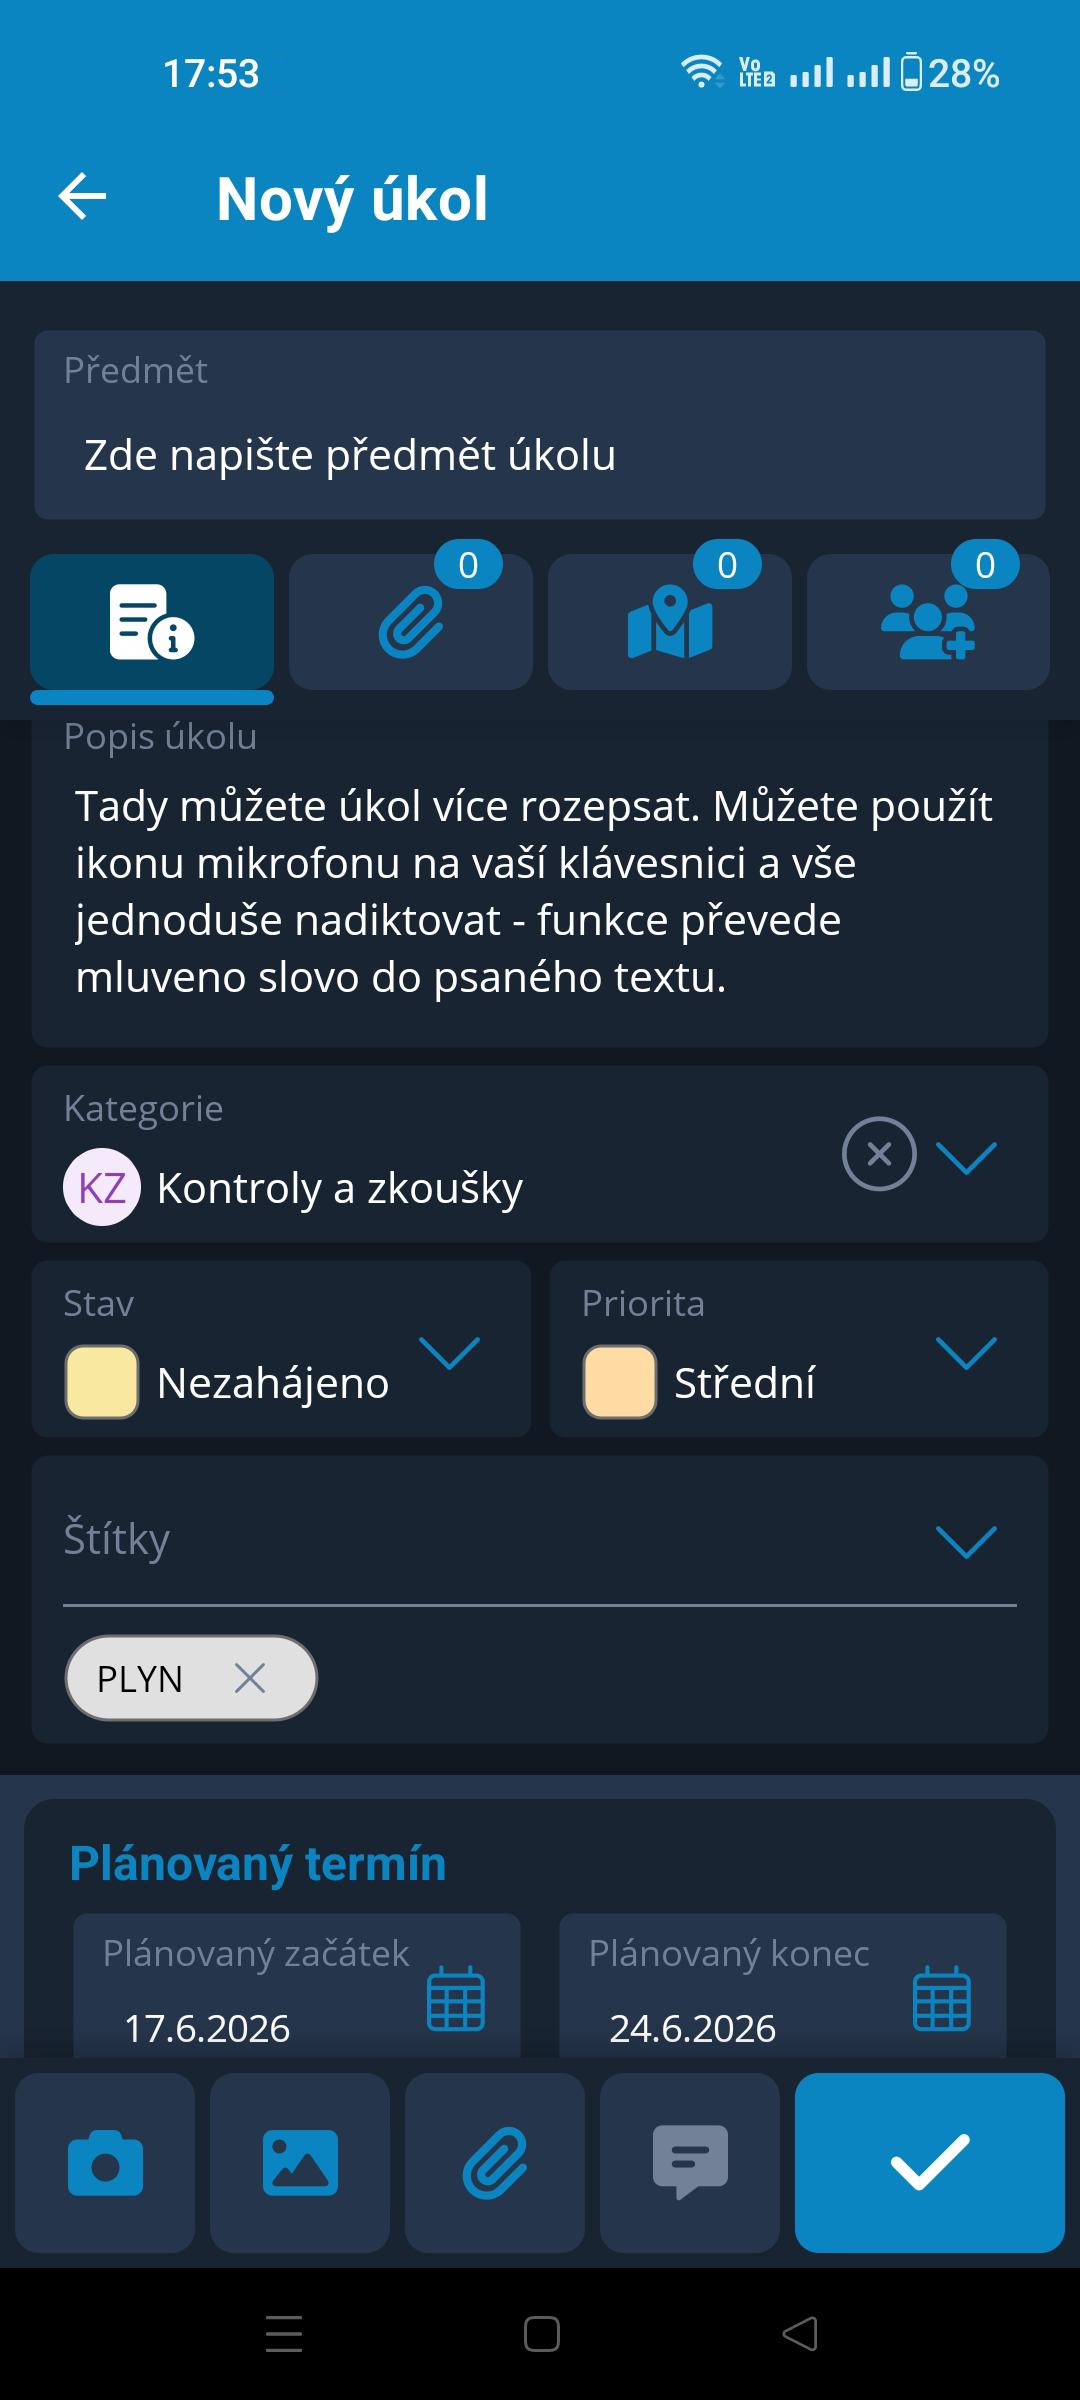 17:53
Vo LTE 2
28%
Nový úkol
Předmět
Zde napište předmět úkolu
0
0
0
Popis úkolu
Tady můžete úkol více rozepsat. Můžete použít
ikonu mikrofonu na vaší klávesnici a vše
jednoduše nadiktovat - funkce převede
mluveno slovo do psaného textu.
Kategorie
KZ Kontroly a zkoušky
Stav
Nezahájeno
Priorita
Střední
Štítky
PLYN
Plánovaný termín
Plánovaný začátek
17.6.2026
Plánovaný konec
24.6.2026